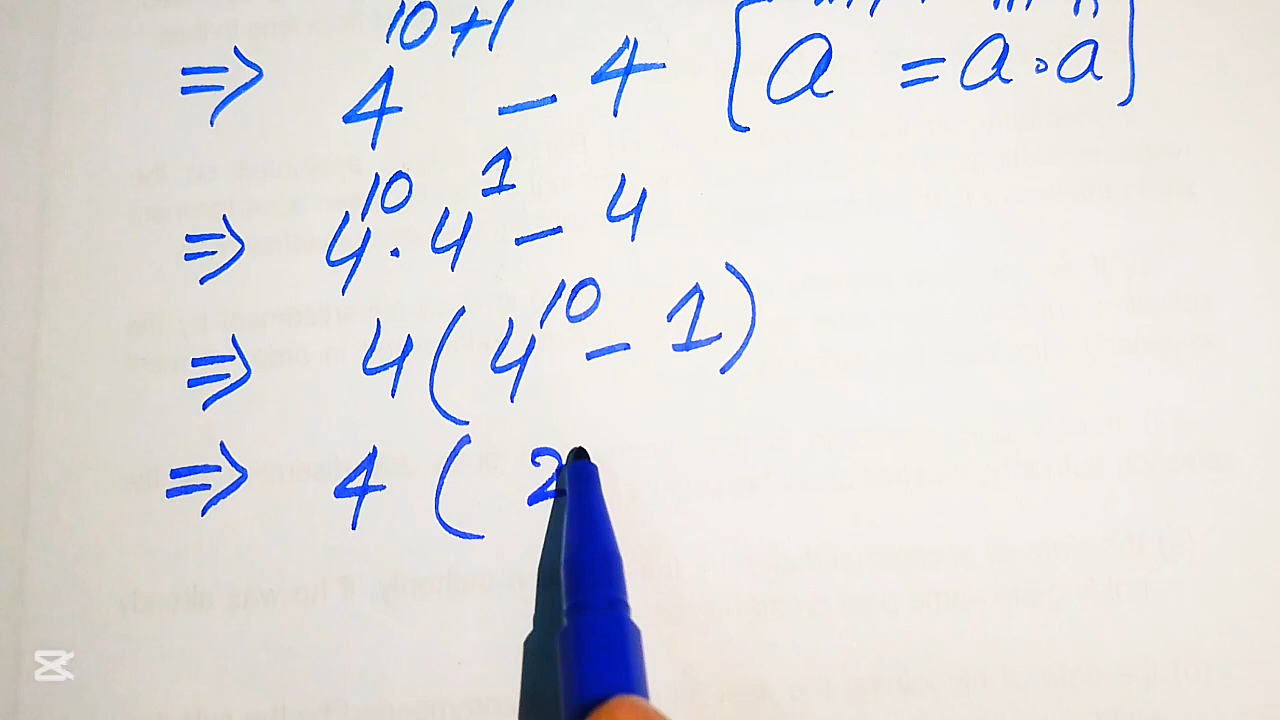 => 4^{10+1} - 4 [a^{m+n} = a^m · a^n]
=> 4^{10} · 4^1 - 4
=> 4 ( 4^{10} - 1 )
=> 4 ( 2